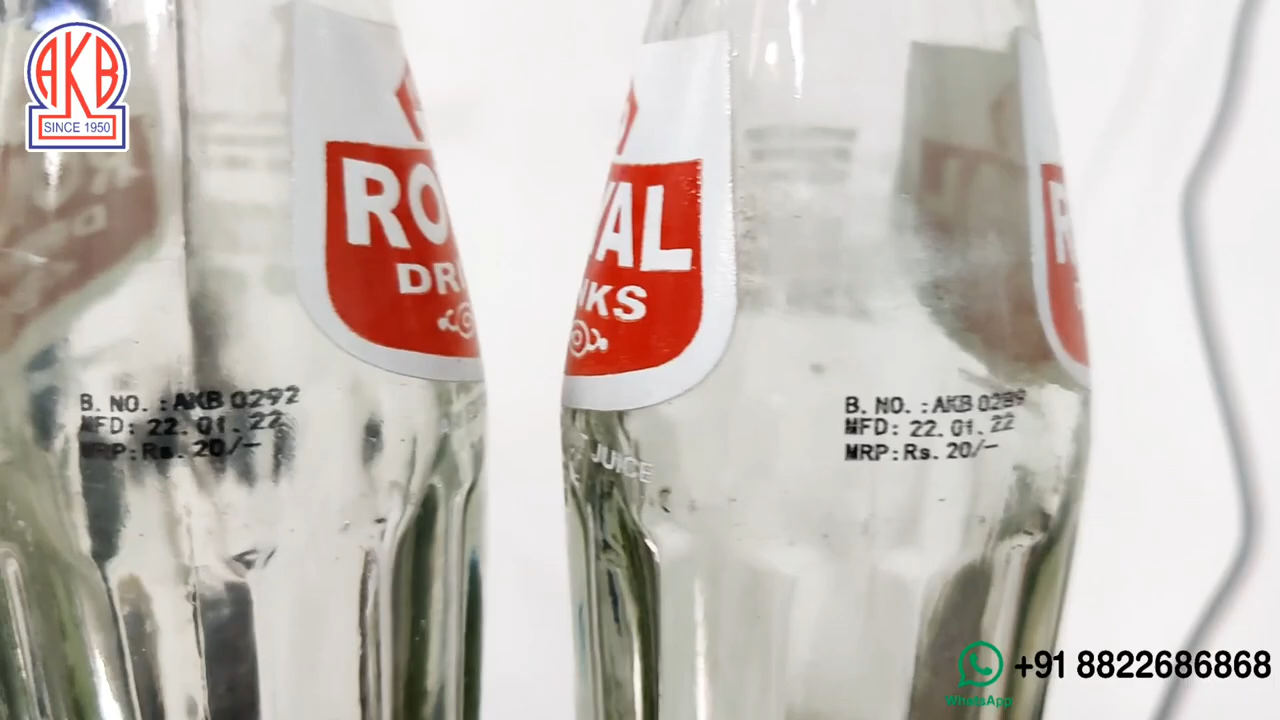 AKB
SINCE 1950
RO
DR
B. NO. : AKB 0292
MFD: 22. 01. 22
MRP: Rs. 20/-
YAL
NKS
JUICE
B. NO. : AKB 0289
MFD: 22. 01. 22
MRP: Rs. 20/-
R
WhatsApp
+91 8822686868